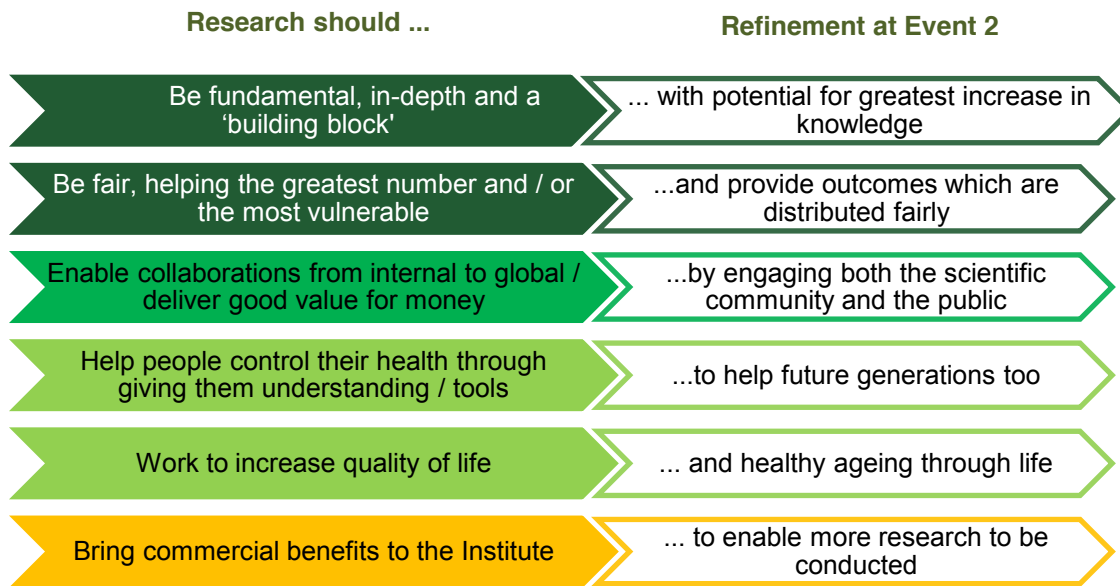 Research should ...
Refinement at Event 2
Be fundamental, in-depth and a
‘building block'
... with potential for greatest increase in
knowledge
Be fair, helping the greatest number and / or
the most vulnerable
...and provide outcomes which are
distributed fairly
Enable collaborations from internal to global /
deliver good value for money
...by engaging both the scientific
community and the public
Help people control their health through
giving them understanding / tools
...to help future generations too
Work to increase quality of life
... and healthy ageing through life
Bring commercial benefits to the Institute
... to enable more research to be
conducted